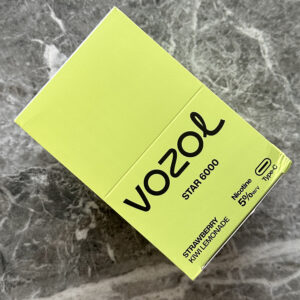 VOZOL
STAR 6000
STRAWBERRY
KIWI LEMONADE
Nicotine
5%
Type-C